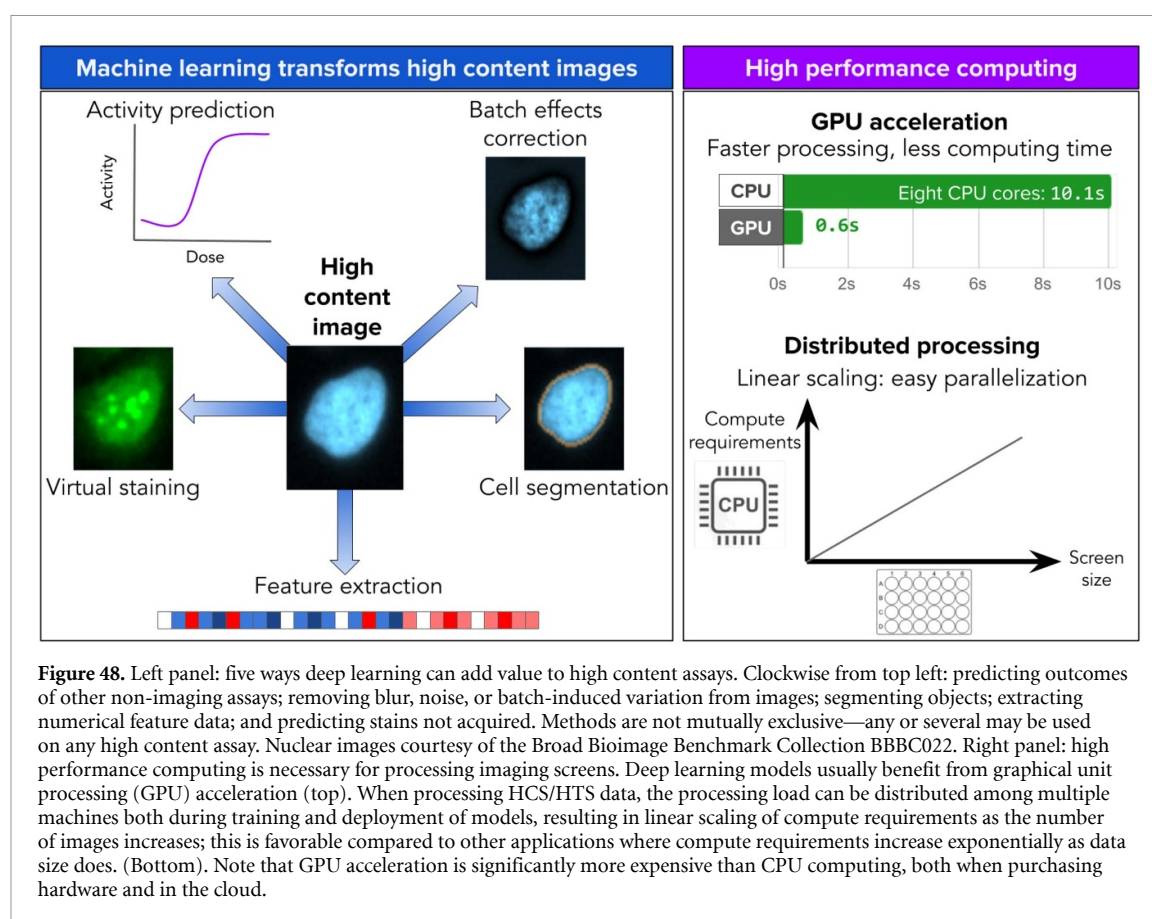 Machine learning transforms high content images
Activity prediction
Activity
Dose
Batch effects
correction
High
content
image
Virtual staining
Cell segmentation
Feature extraction
High performance computing
GPU acceleration
Faster processing, less computing time
CPU
Eight CPU cores: 10.1s
GPU
0.6s
0s 2s 4s 6s 8s 10s
Distributed processing
Linear scaling: easy parallelization
Compute
requirements
CPU
Screen
size
1 2 3 4 5 6
A
B
C
D
Figure 48. Left panel: five ways deep learning can add value to high content assays. Clockwise from top left: predicting outcomes
of other non-imaging assays; removing blur, noise, or batch-induced variation from images; segmenting objects; extracting
numerical feature data; and predicting stains not acquired. Methods are not mutually exclusive—any or several may be used
on any high content assay. Nuclear images courtesy of the Broad Bioimage Benchmark Collection BBBC022. Right panel: high
performance computing is necessary for processing imaging screens. Deep learning models usually benefit from graphical unit
processing (GPU) acceleration (top). When processing HCS/HTS data, the processing load can be distributed among multiple
machines both during training and deployment of models, resulting in linear scaling of compute requirements as the number
of images increases; this is favorable compared to other applications where compute requirements increase exponentially as data
size does. (Bottom). Note that GPU acceleration is significantly more expensive than CPU computing, both when purchasing
hardware and in the cloud.